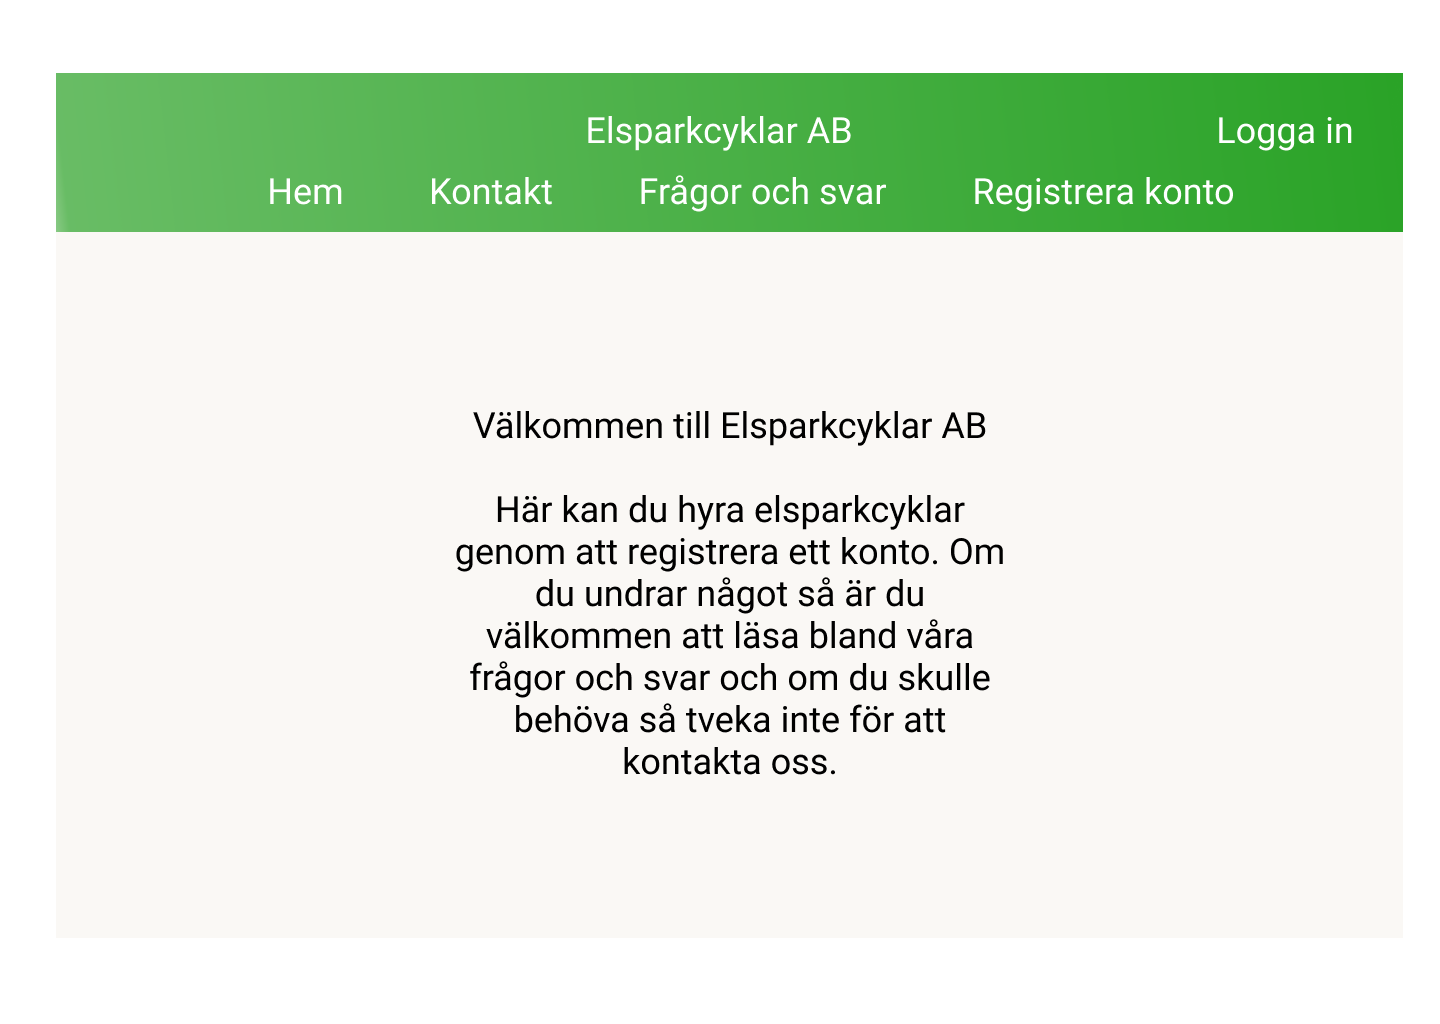 Elsparkcyklar AB
Logga in
Hem
Kontakt
Frågor och svar
Registrera konto
Välkommen till Elsparkcyklar AB
Här kan du hyra elsparkcyklar
genom att registrera ett konto. Om
du undrar något så är du
välkommen att läsa bland våra
frågor och svar och om du skulle
behöva så tveka inte för att
kontakta oss.